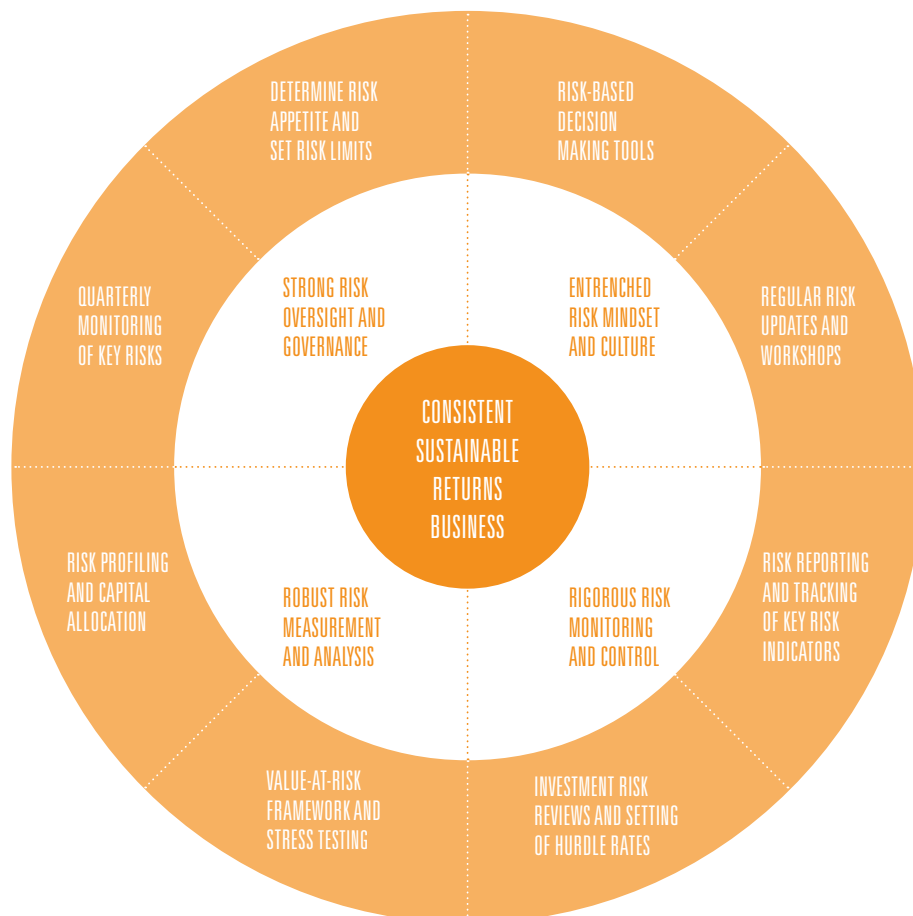 DETERMINE RISK
APPETITE AND
SET RISK LIMITS
RISK-BASED
DECISION
MAKING TOOLS
QUARTERLY
MONITORING
OF KEY RISKS
STRONG RISK
OVERSIGHT AND
GOVERNANCE
ENTRENCHED
RISK MINDSET
AND CULTURE
REGULAR RISK
UPDATES AND
WORKSHOPS
CONSISTENT
SUSTAINABLE
RETURNS
BUSINESS
RISK PROFILING
AND CAPITAL
ALLOCATION
ROBUST RISK
MEASUREMENT
AND ANALYSIS
RIGOROUS RISK
MONITORING
AND CONTROL
RISK REPORTING
AND TRACKING
OF KEY RISK
INDICATORS
VALUE-AT-RISK
FRAMEWORK AND
STRESS TESTING
INVESTMENT RISK
REVIEWS AND SETTING
OF HURDLE RATES